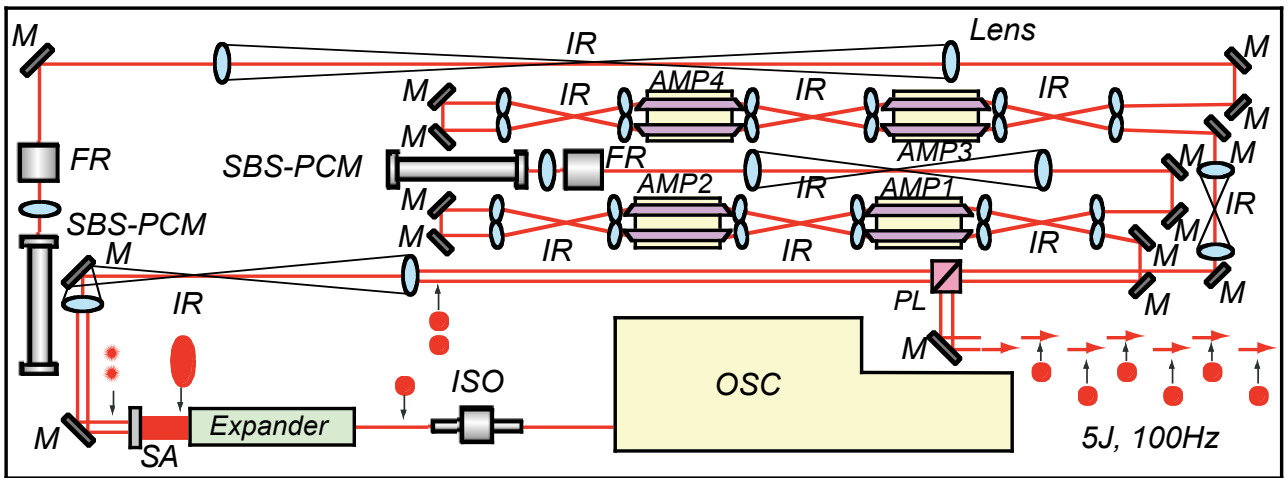 M
IR
Lens
M
M
IR
AMP4
IR
IR
M
M
M
FR
SBS-PCM
FR
AMP3
M
M
SBS-PCM
M
AMP2
IR
AMP1
IR
M
IR
IR
IR
M
M
M
M
IR
PL
M
M
M
ISO
OSC
M
Expander
SA
5J, 100Hz